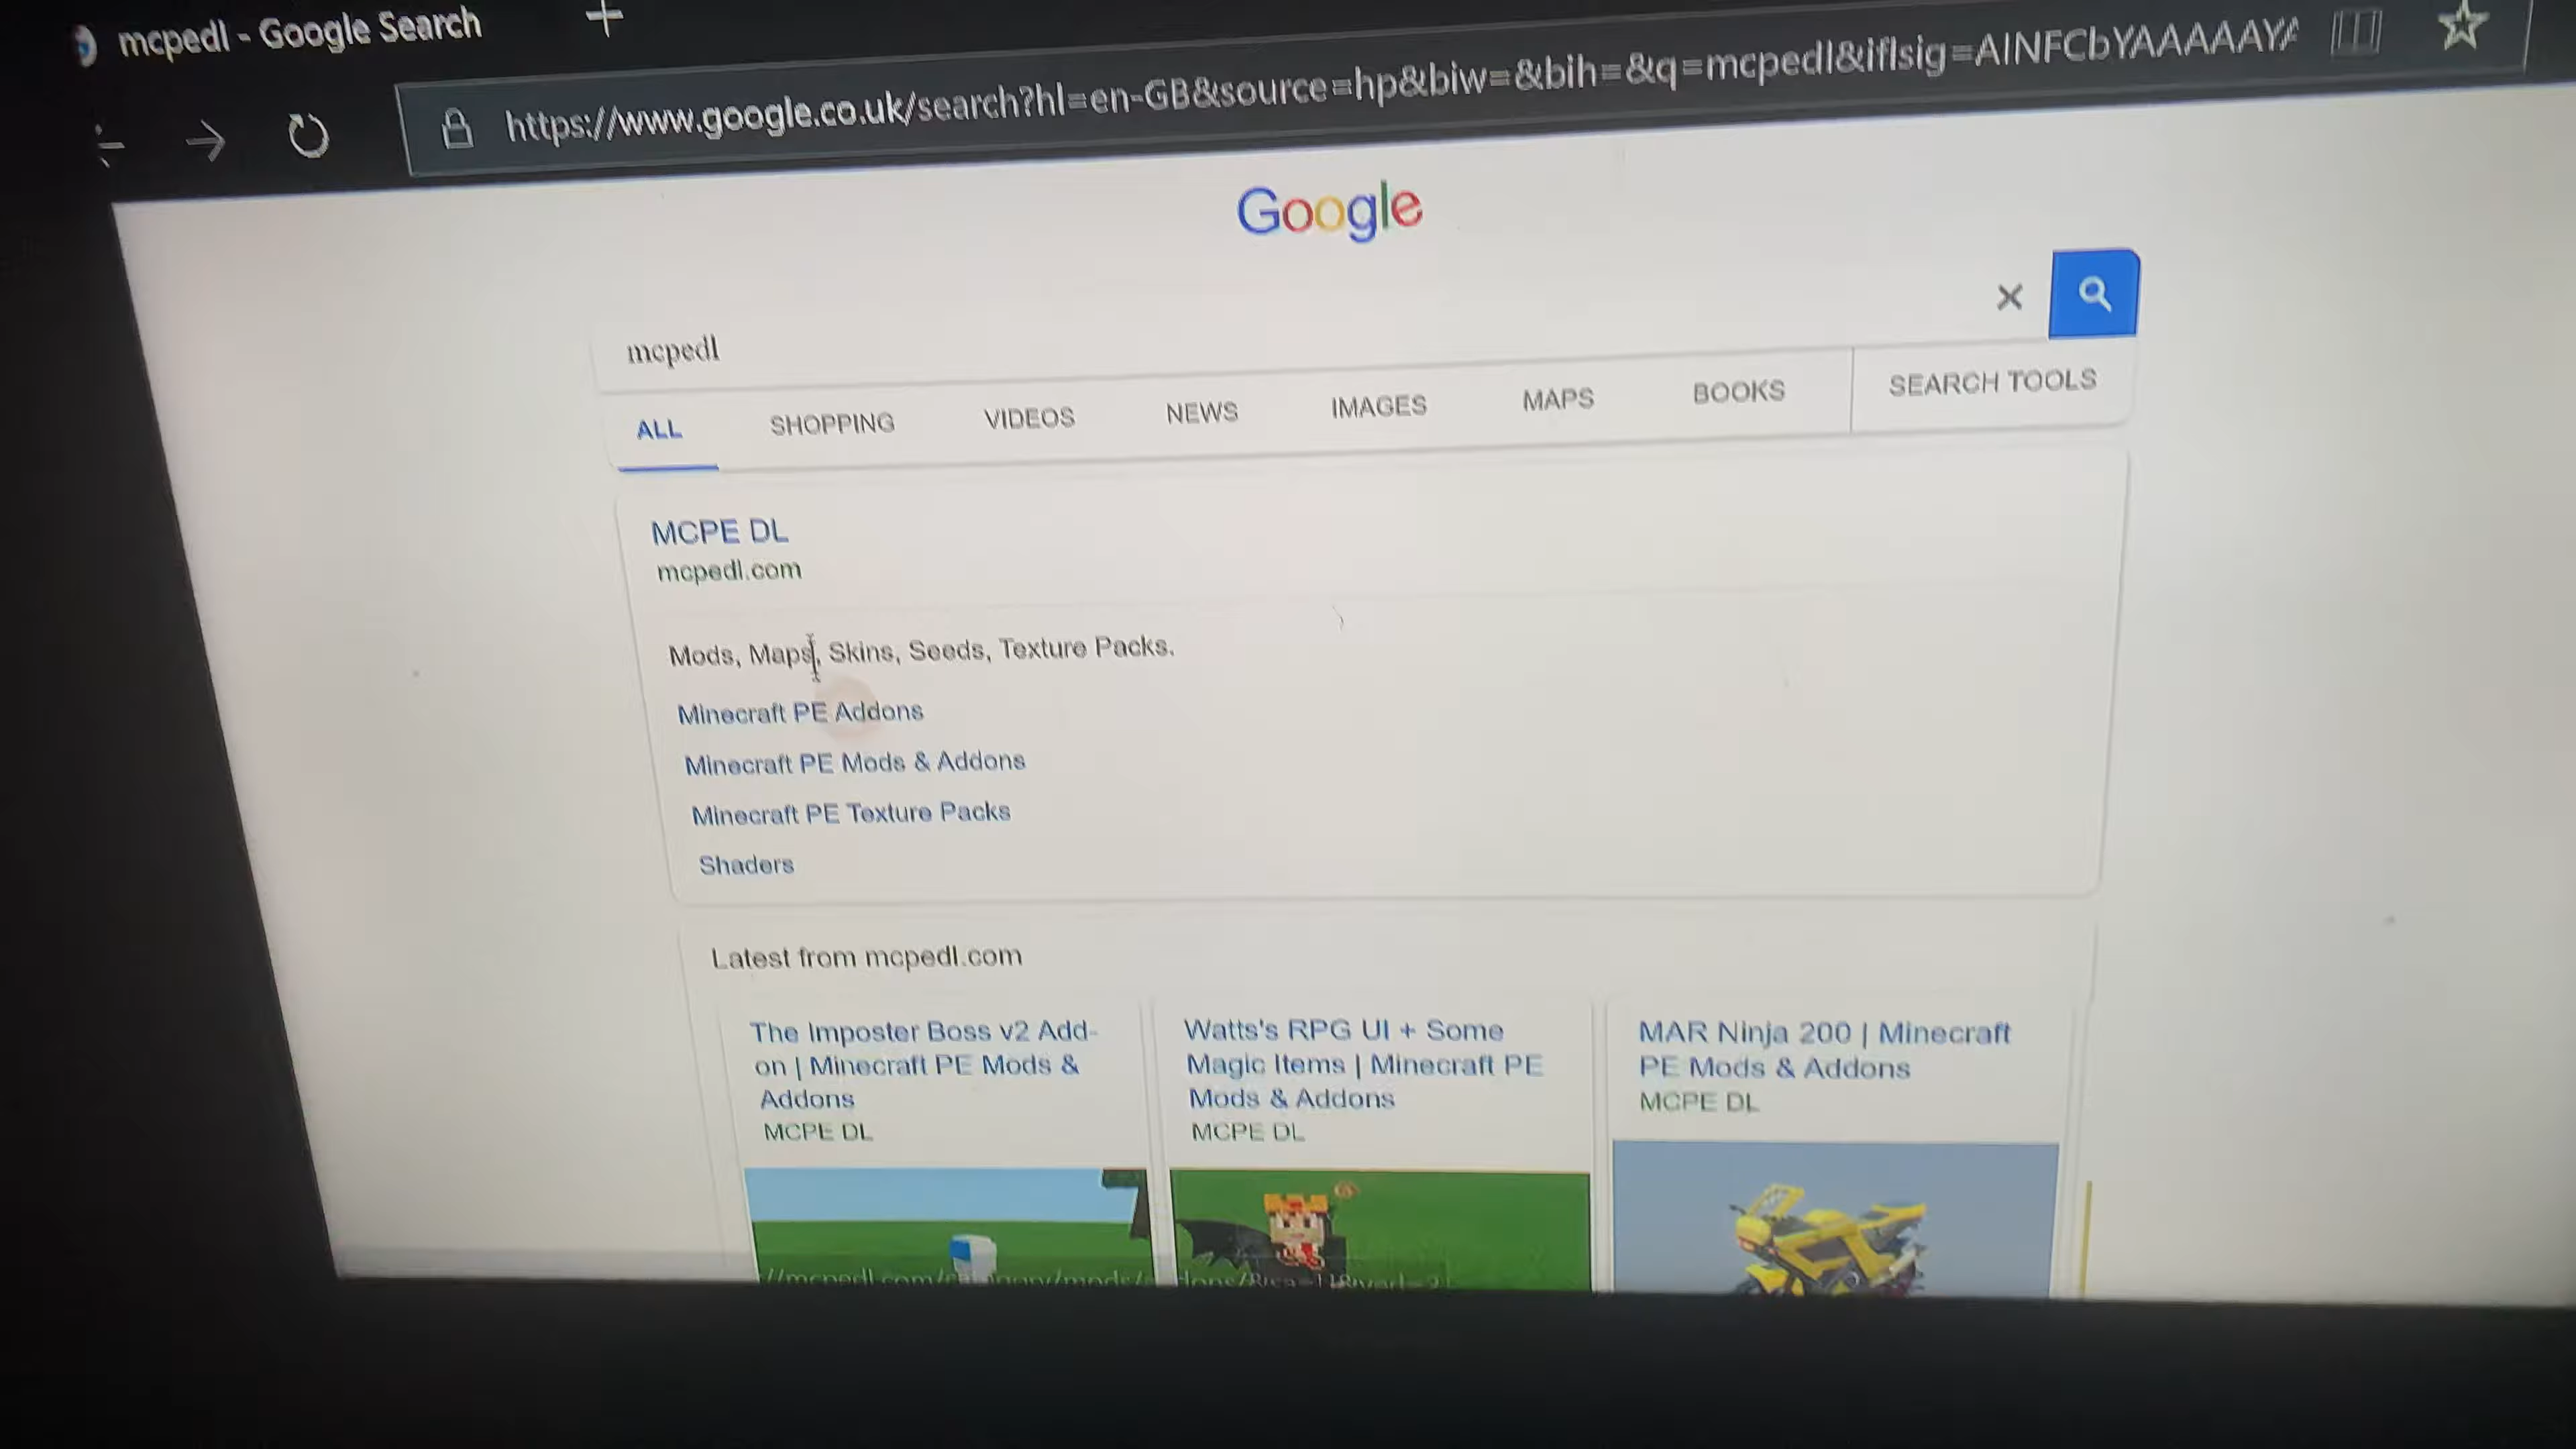 mcpedl - Google Search
https://www.google.co.uk/search?hl=en-GB&source=hp&biw=&bih=&q=mcpedl&iflsig=AINFCbYAAAAAYA
Google
mcpedl
ALL SHOPPING VIDEOS NEWS IMAGES MAPS BOOKS SEARCH TOOLS
MCPE DL
mcpedl.com
Mods, Maps, Skins, Seeds, Texture Packs.
Minecraft PE Addons
Minecraft PE Mods & Addons
Minecraft PE Texture Packs
Shaders
Latest from mcpedl.com
The Imposter Boss v2 Add-
on | Minecraft PE Mods &
Addons
MCPE DL
Watts's RPG UI + Some
Magic Items | Minecraft PE
Mods & Addons
MCPE DL
MAR Ninja 200 | Minecraft
PE Mods & Addons
MCPE DL